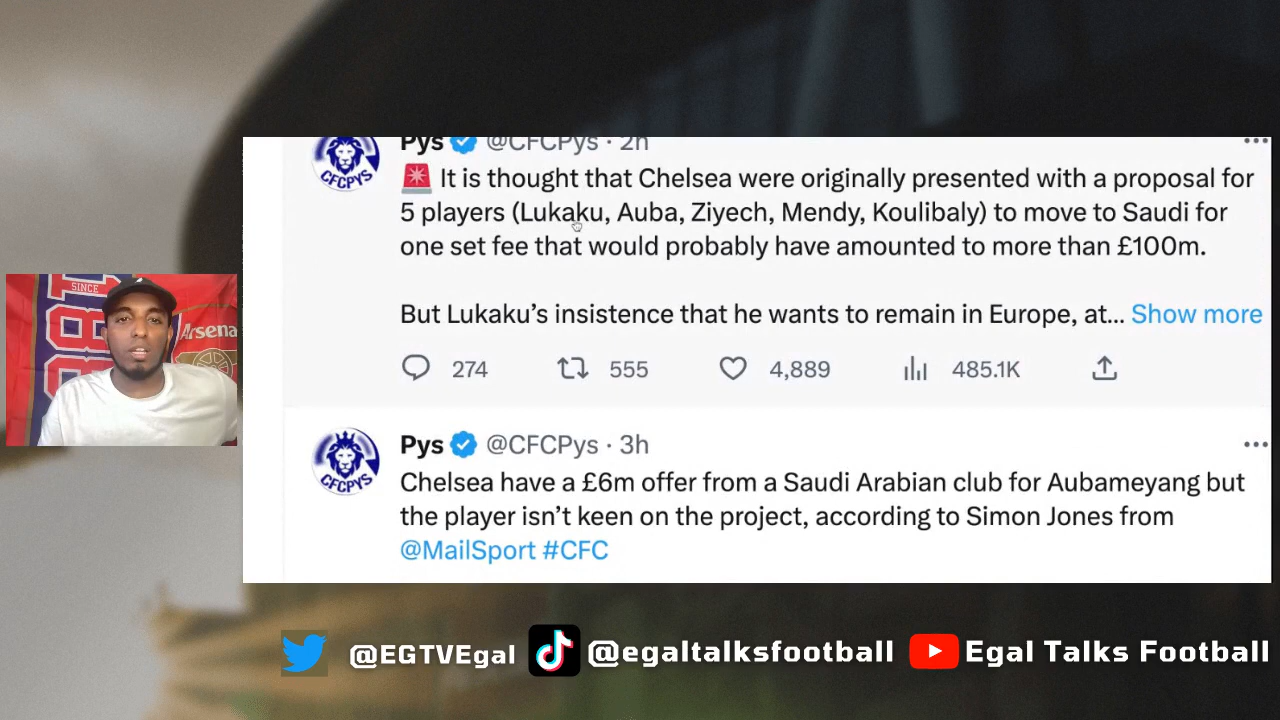 Pys @CFCPys · 2h
It is thought that Chelsea were originally presented with a proposal for
5 players (Lukaku, Auba, Ziyech, Mendy, Koulibaly) to move to Saudi for
one set fee that would probably have amounted to more than £100m.
But Lukaku’s insistence that he wants to remain in Europe, at... Show more
274 555 4,889 485.1K
CFCPYS
SINCE
Arsenal
Pys @CFCPys · 3h
Chelsea have a £6m offer from a Saudi Arabian club for Aubameyang but
the player isn’t keen on the project, according to Simon Jones from
@MailSport #CFC
CFCPYS
@EGTVEgal @egaltalksfootball Egal Talks Football